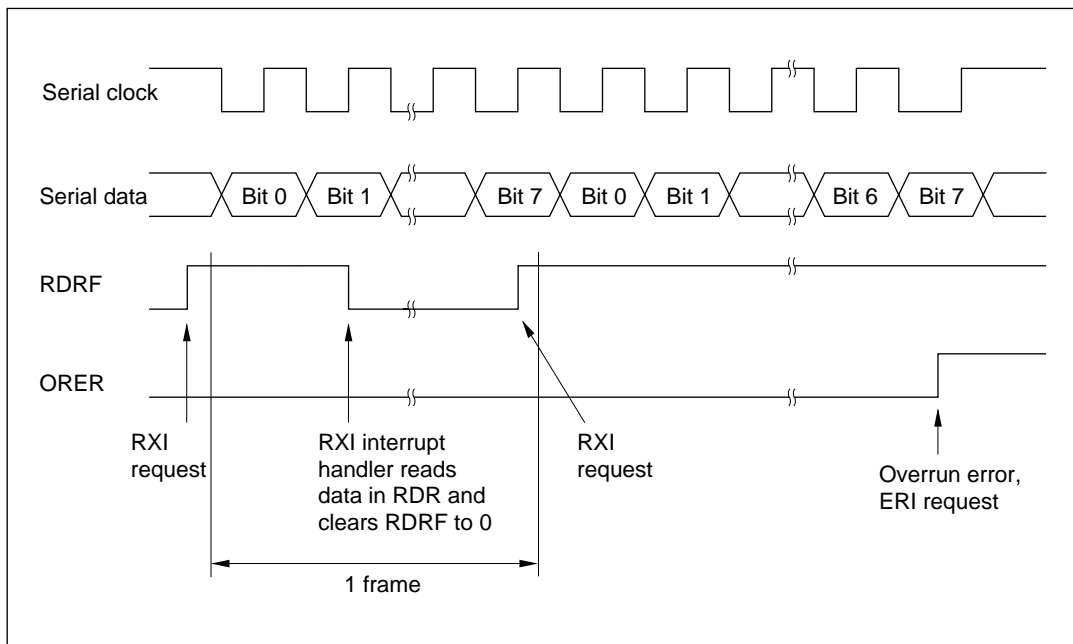 Serial clock
Serial data
Bit 0
Bit 1
Bit 7
Bit 0
Bit 1
Bit 6
Bit 7
RDRF
ORER
RXI
request
RXI interrupt
handler reads
data in RDR and
clears RDRF to 0
RXI
request
Overrun error,
ERI request
1 frame